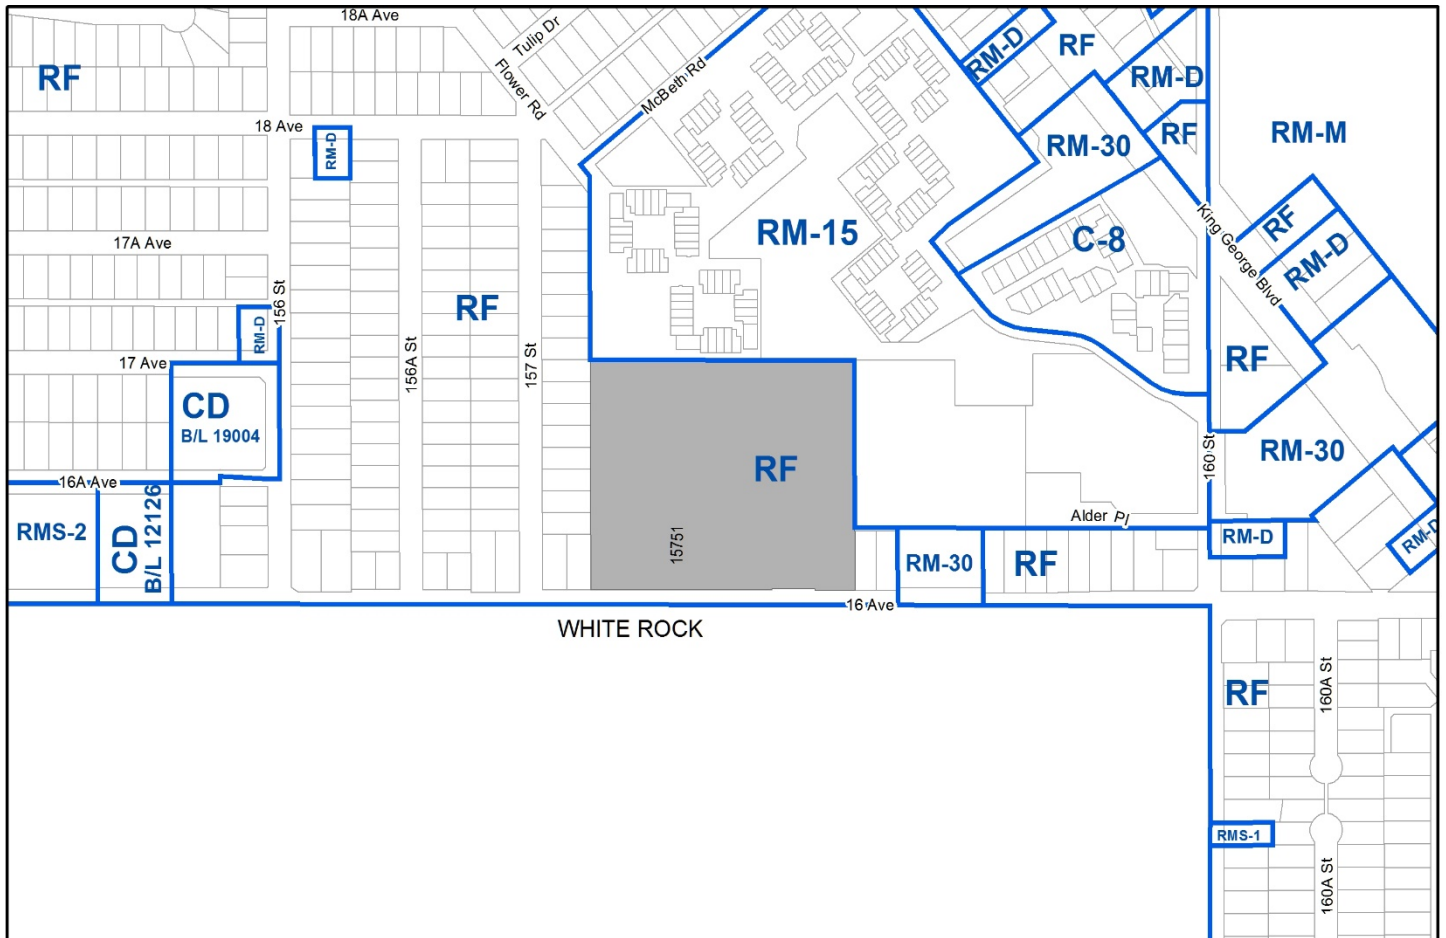 18A Ave
Tulip Dr
Flower Rd
McBeth Rd
RM-D
RF
RM-D
RF
RF
18 Ave
RM-D
RM-30
RM-M
17A Ave
RM-15
C-8
King George Blvd
RF
RM-D
156 St
RM-D
17 Ave
RF
156A St
157 St
RF
CD
B/L 19004
RF
160 St
RM-30
16A Ave
RMS-2
CD
B/L 12126
15751
Alder Pl
RM-30
RF
RM-D
RM-D
16 Ave
WHITE ROCK
RF
160A St
RMS-1
160A St